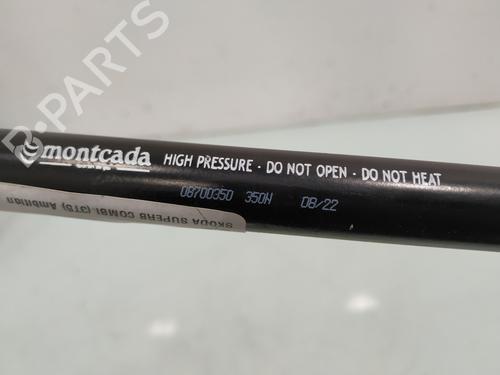 B-PARTS
montcada
HIGH PRESSURE · DO NOT OPEN · DO NOT HEAT
08700350 350N 08/22
SKODA SUPERB COMBI (3T5) Ambition